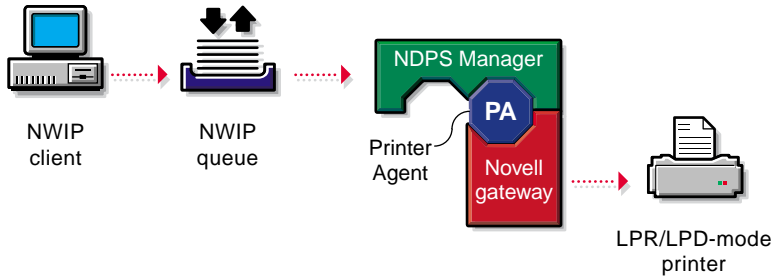 NWIP
client
NWIP
queue
NDPS Manager
PA
Printer
Agent
Novell
gateway
LPR/LPD-mode
printer